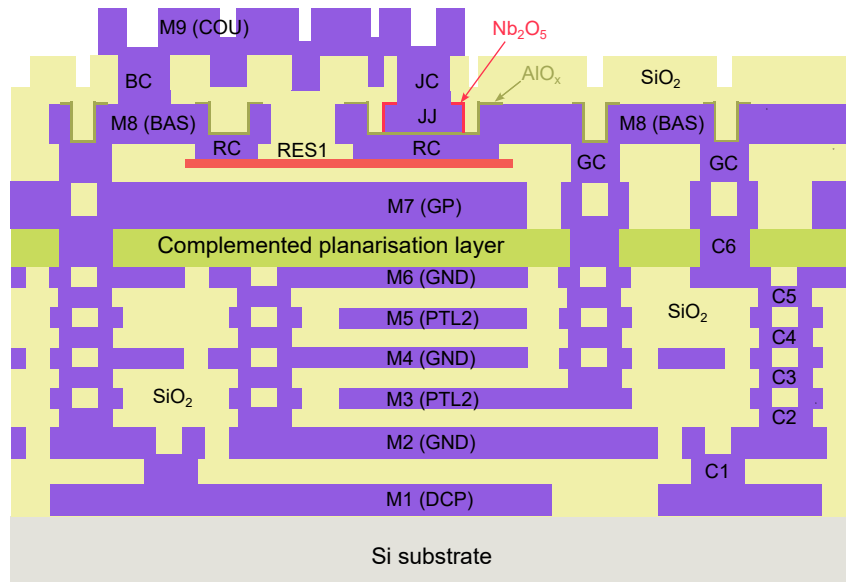 M9 (COU)
Nb₂O₅
BC
JC
AlOₓ
SiO₂
M8 (BAS)
JJ
M8 (BAS)
RC
RES1
RC
GC
GC
M7 (GP)
Complemented planarisation layer
C6
M6 (GND)
C5
M5 (PTL2)
SiO₂
C4
M4 (GND)
C3
SiO₂
M3 (PTL2)
C2
M2 (GND)
C1
M1 (DCP)
Si substrate